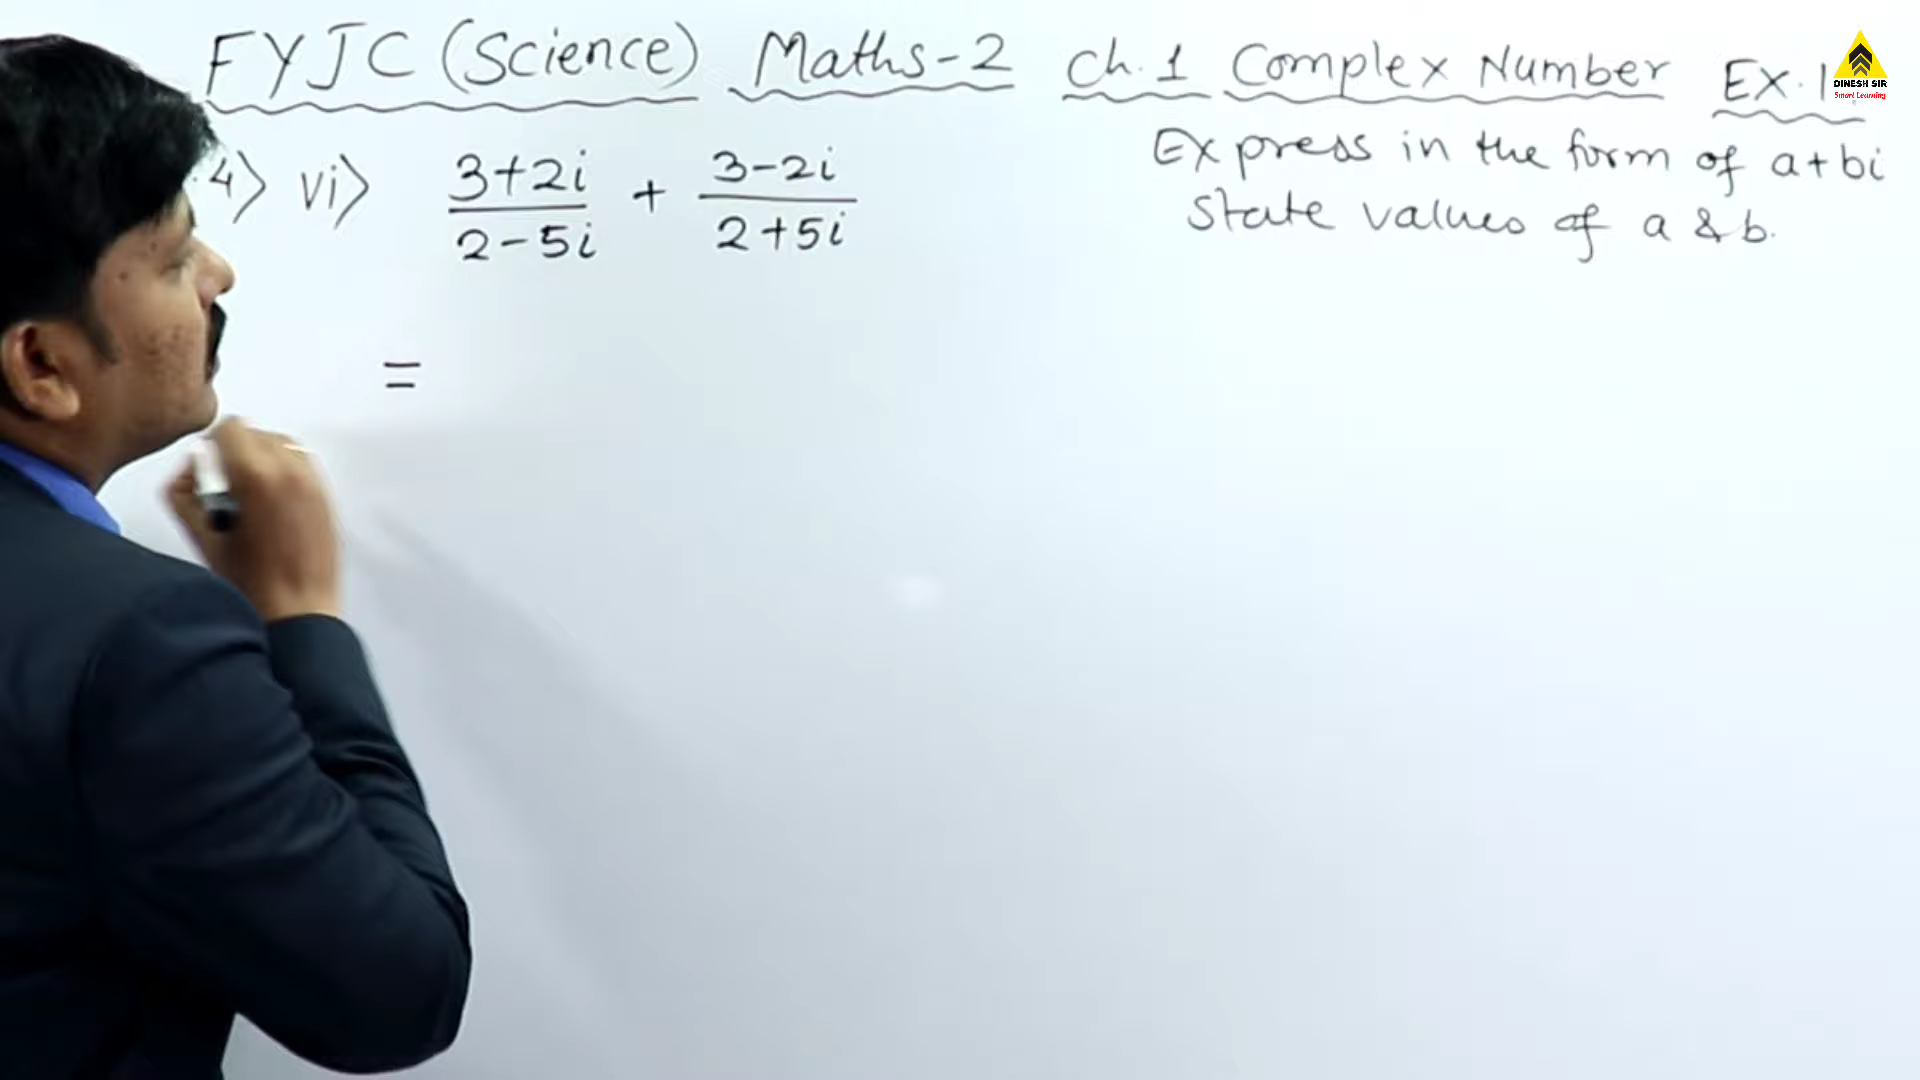 FYJC (Science) Maths-2 Ch.1 Complex Number EX.1
DINESH SIR
Smart Learning
Express in the form of a+bi
State values of a & b.
.4) vi) 3+2i/2-5i + 3-2i/2+5i
=